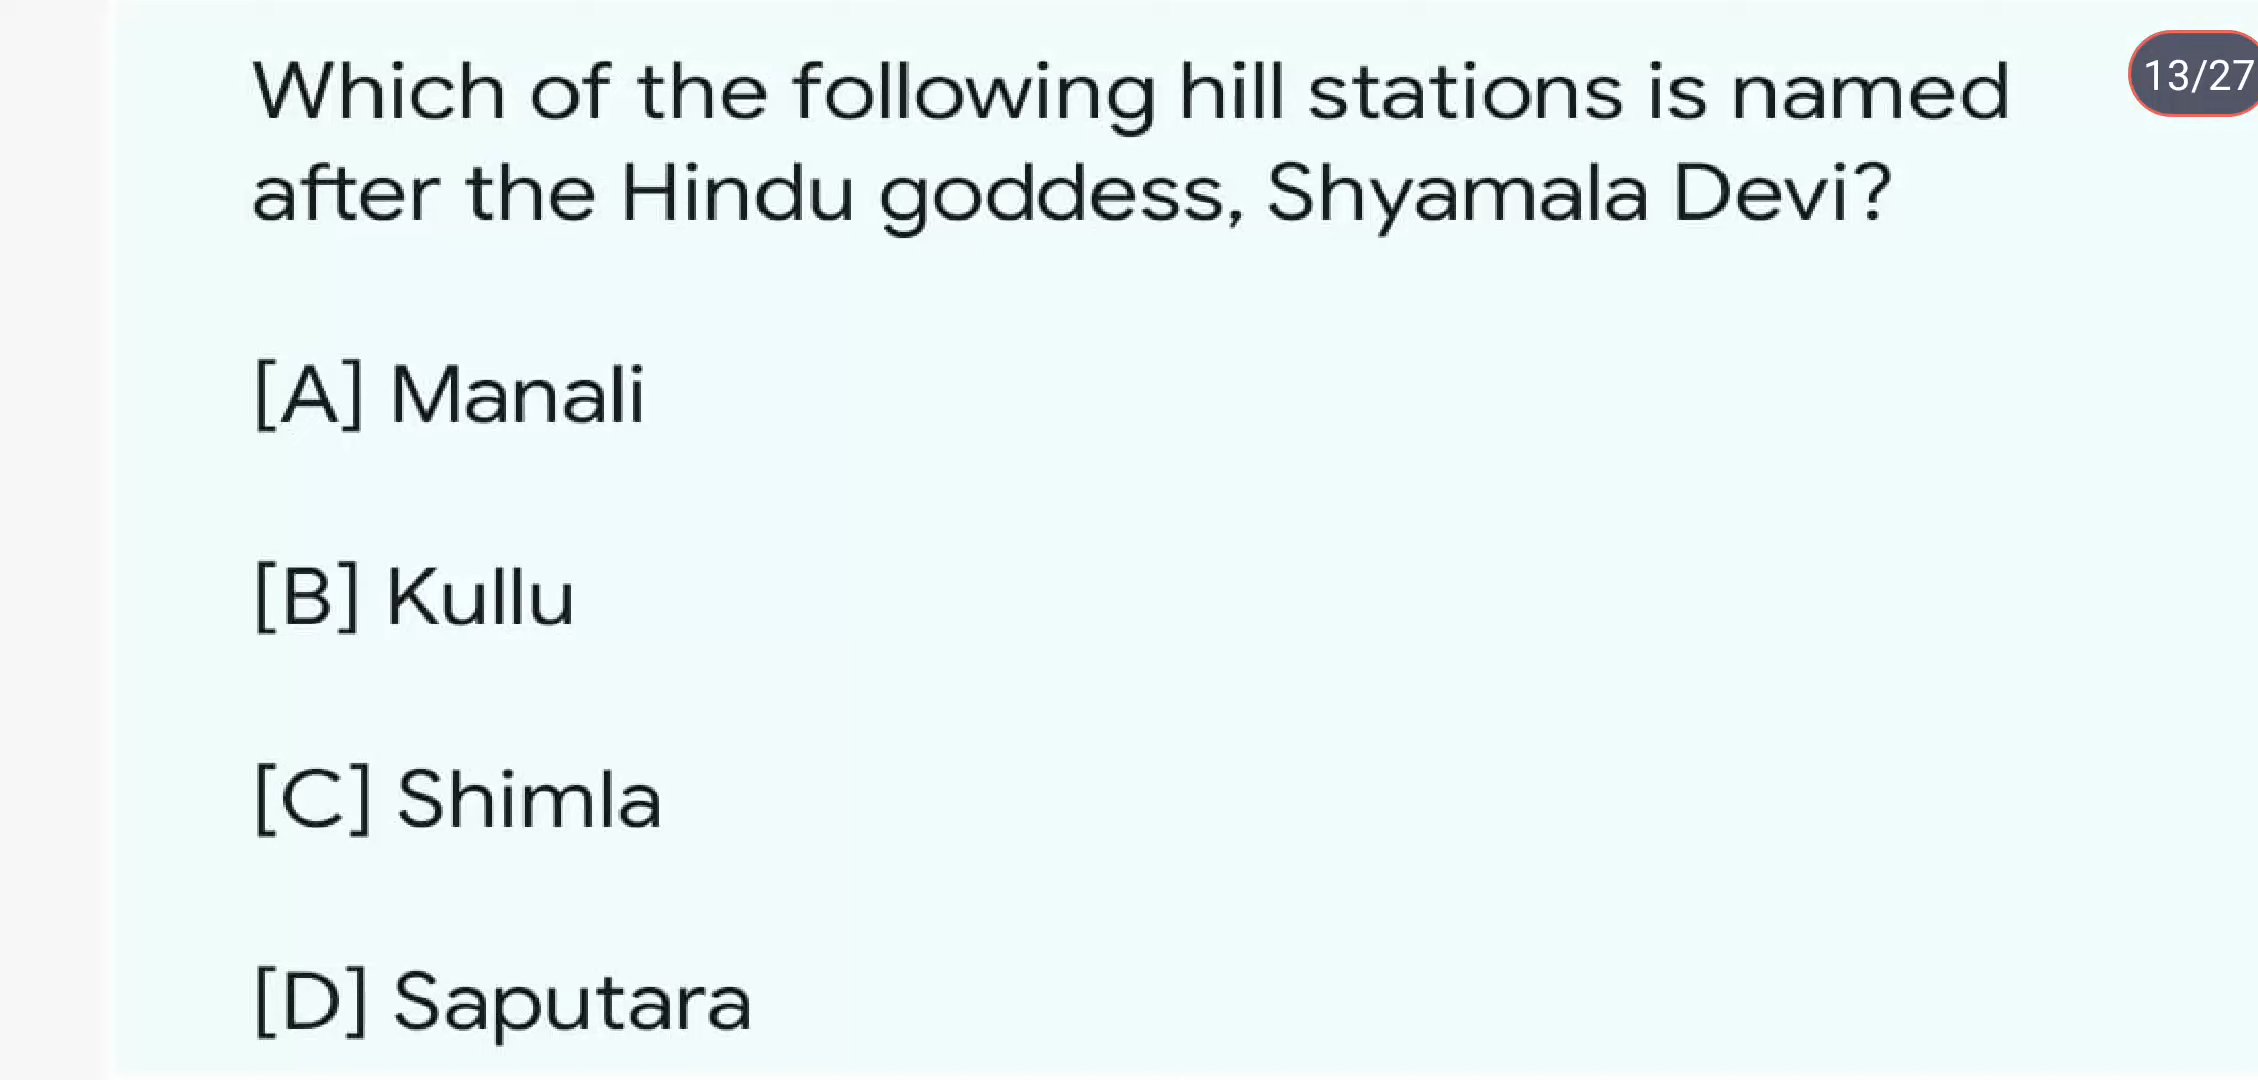 Which of the following hill stations is named
13/27
after the Hindu goddess, Shyamala Devi?
[A] Manali
[B] Kullu
[C] Shimla
[D] Saputara